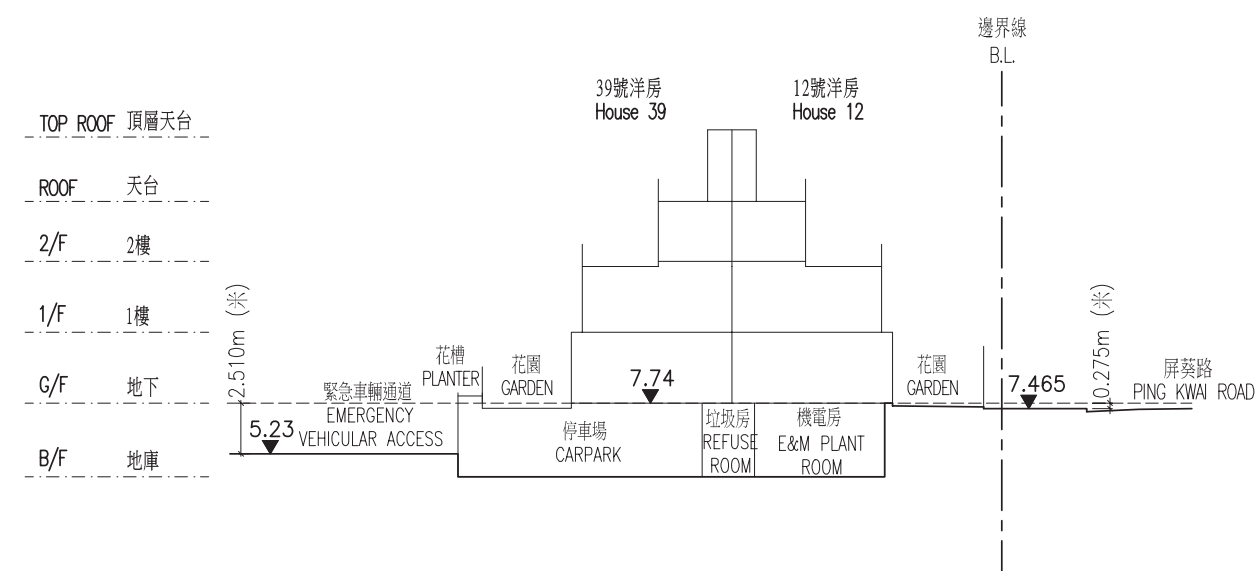 邊界線
B.L.
39號洋房
House 39
12號洋房
House 12
TOP ROOF 頂層天台
ROOF 天台
2/F 2樓
1/F 1樓
G/F 地下
B/F 地庫
2.510m (米)
5.23
緊急車輛通道
EMERGENCY
VEHICULAR ACCESS
花槽
PLANTER
花園
GARDEN
7.74
停車場
CARPARK
垃圾房
REFUSE
ROOM
機電房
E&M PLANT
ROOM
花園
GARDEN
7.465
0.275m (米)
屏葵路
PING KWAI ROAD